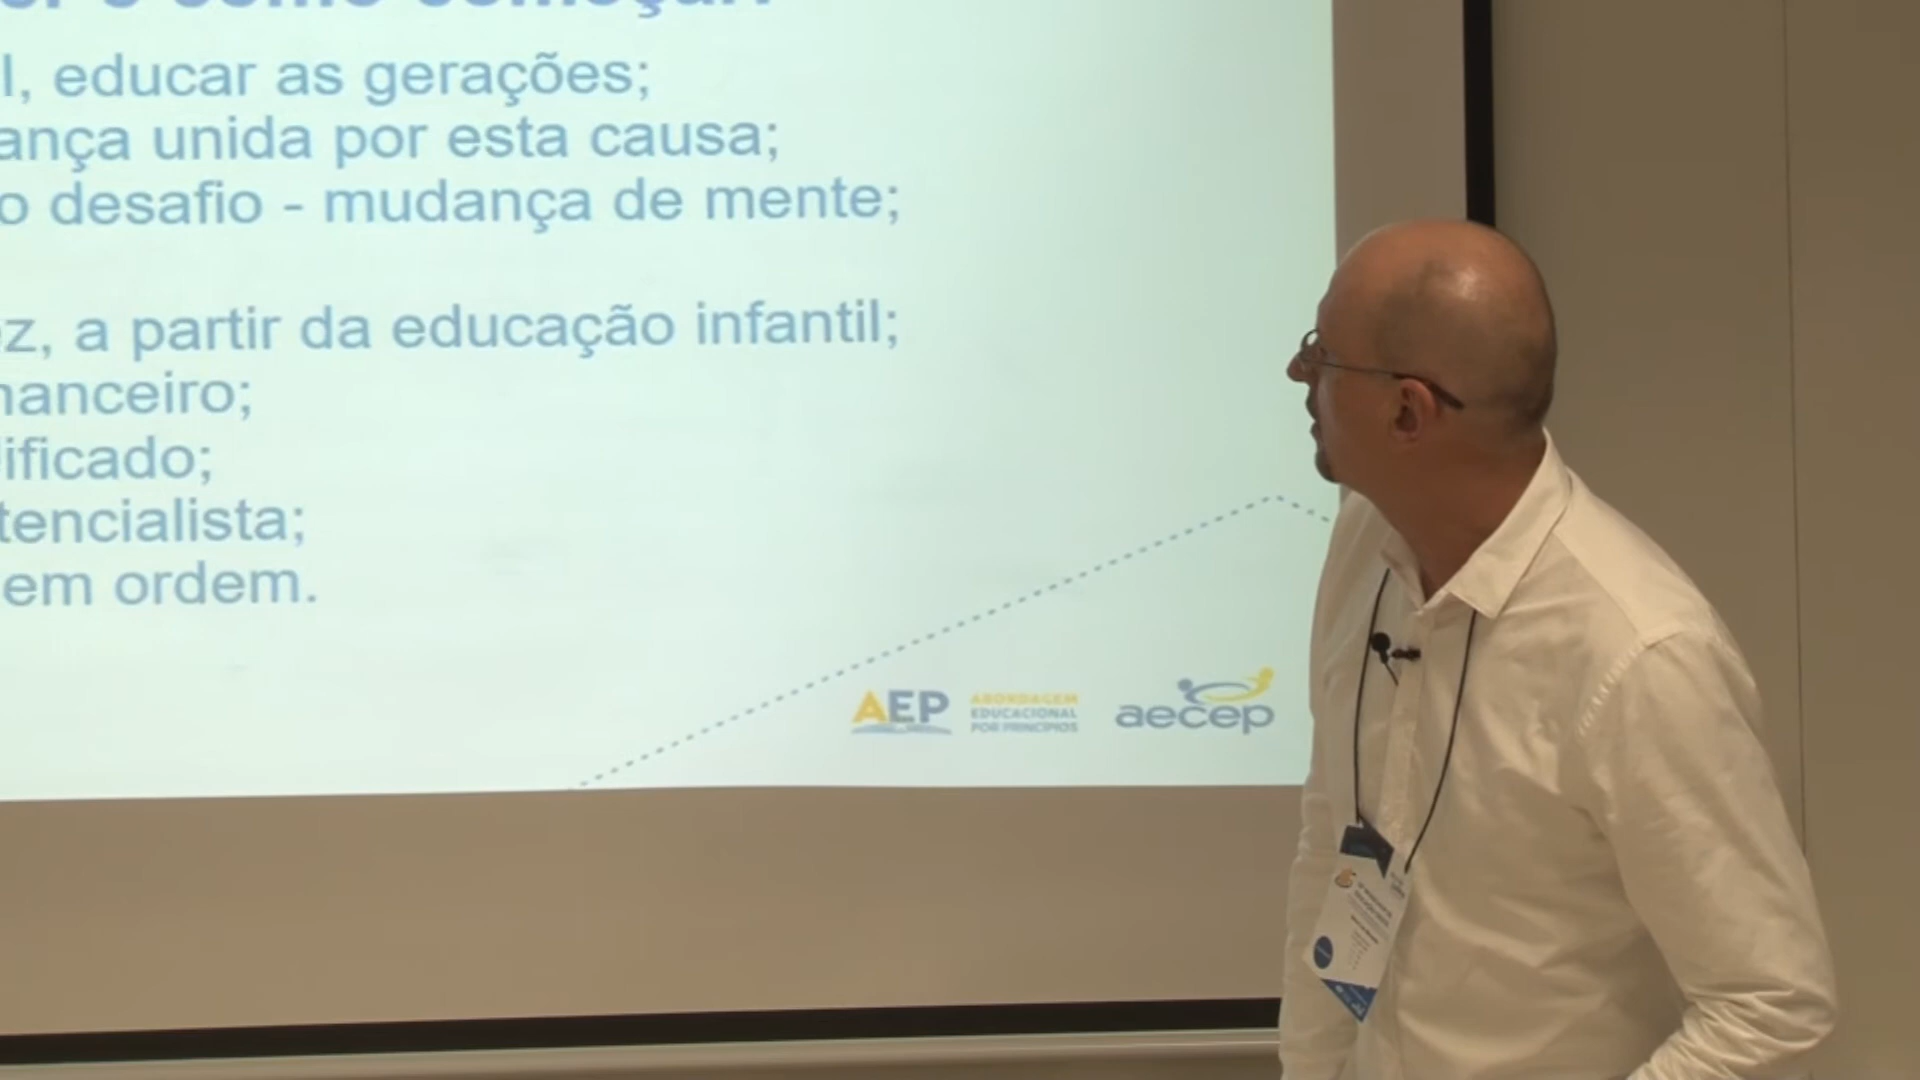 l, educar as gerações;
ança unida por esta causa;
o desafio - mudança de mente;
z, a partir da educação infantil;
nanceiro;
ificado;
tencialista;
em ordem.
AEP
ABORDAGEM
EDUCACIONAL
POR PRINCÍPIOS
aecep